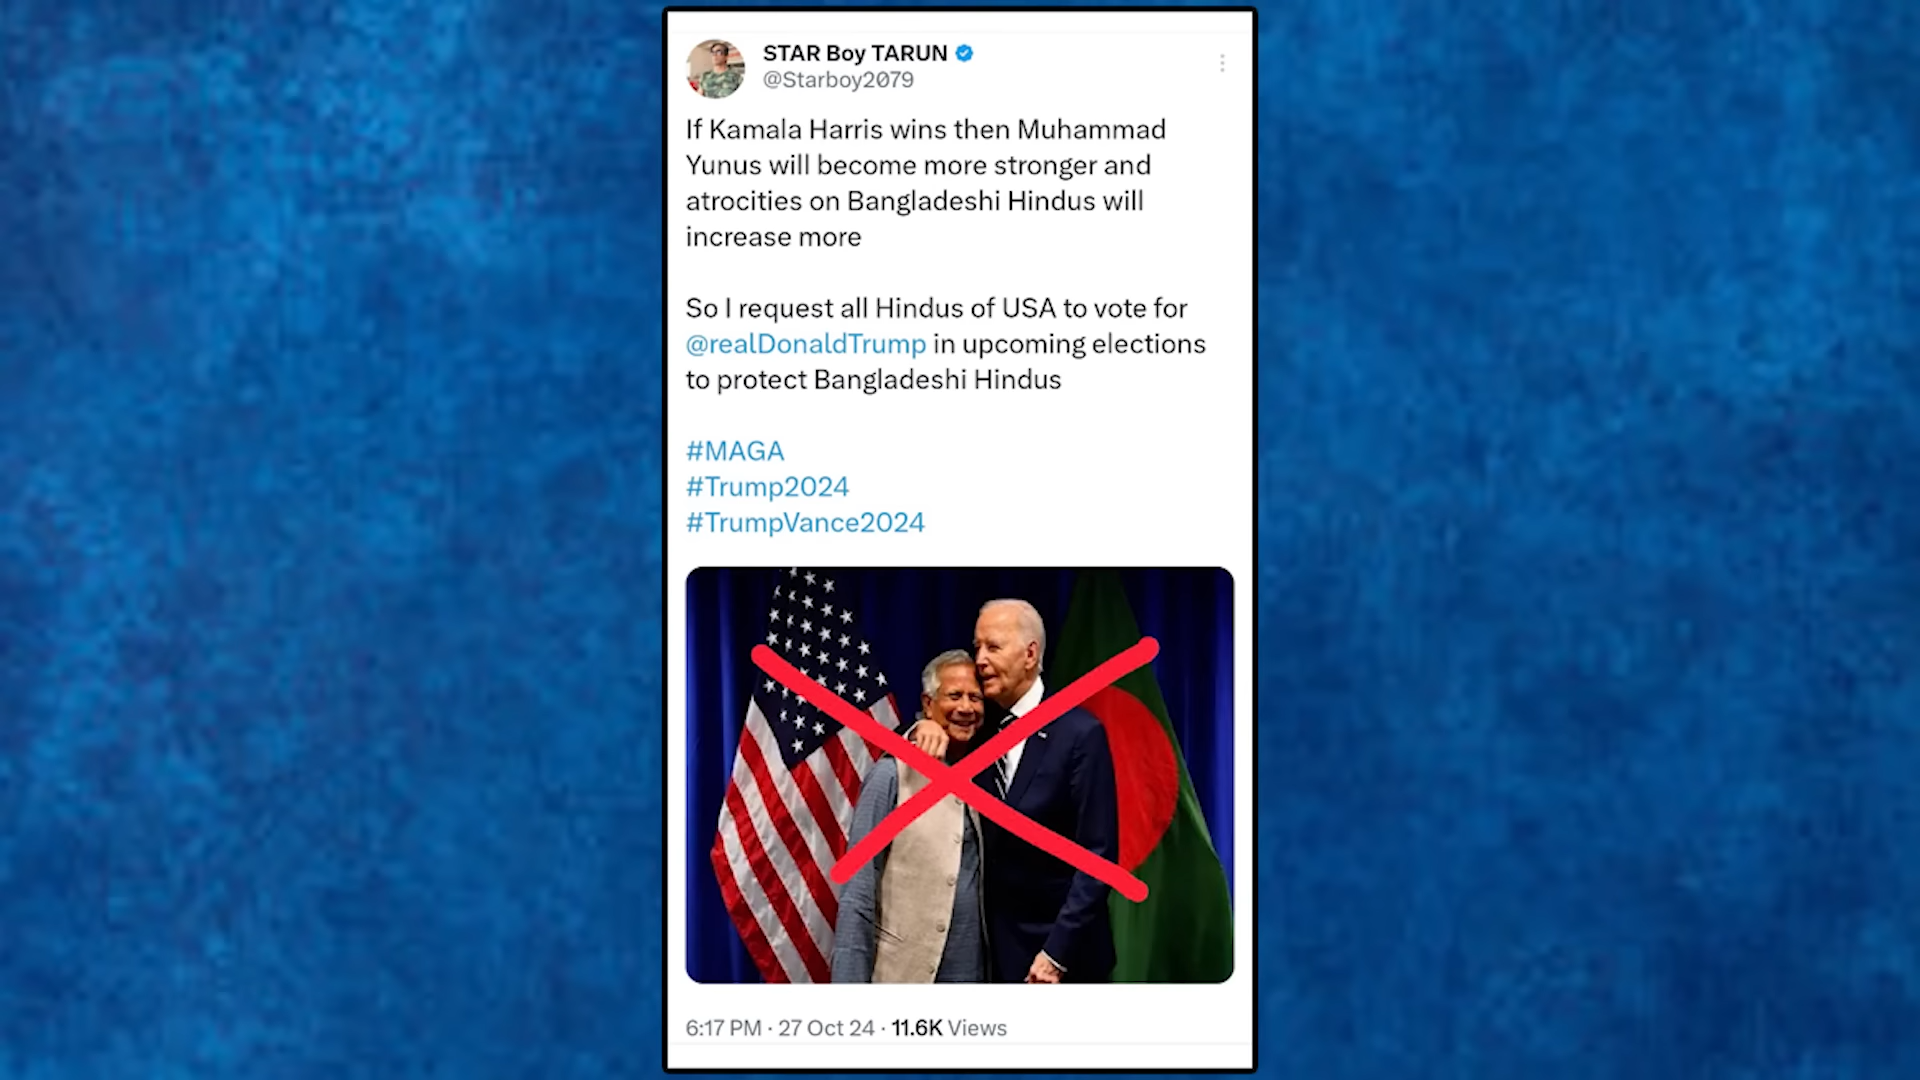 STAR Boy TARUN
@Starboy2079
If Kamala Harris wins then Muhammad
Yunus will become more stronger and
atrocities on Bangladeshi Hindus will
increase more
So I request all Hindus of USA to vote for
@realDonaldTrump in upcoming elections
to protect Bangladeshi Hindus
#MAGA
#Trump2024
#TrumpVance2024
6:17 PM · 27 Oct 24 · 11.6K Views